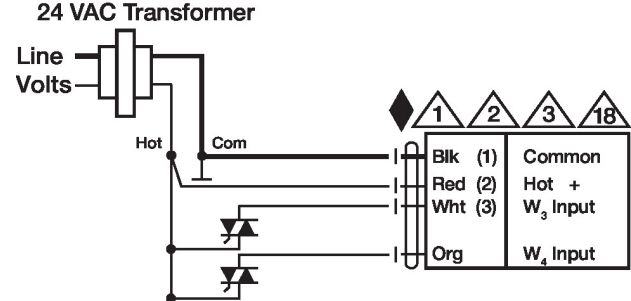 24 VAC Transformer
Line
Volts
Hot
Com
1 2 3 18
Blk (1) Common
Red (2) Hot +
Wht (3) W3 Input
Org W4 Input